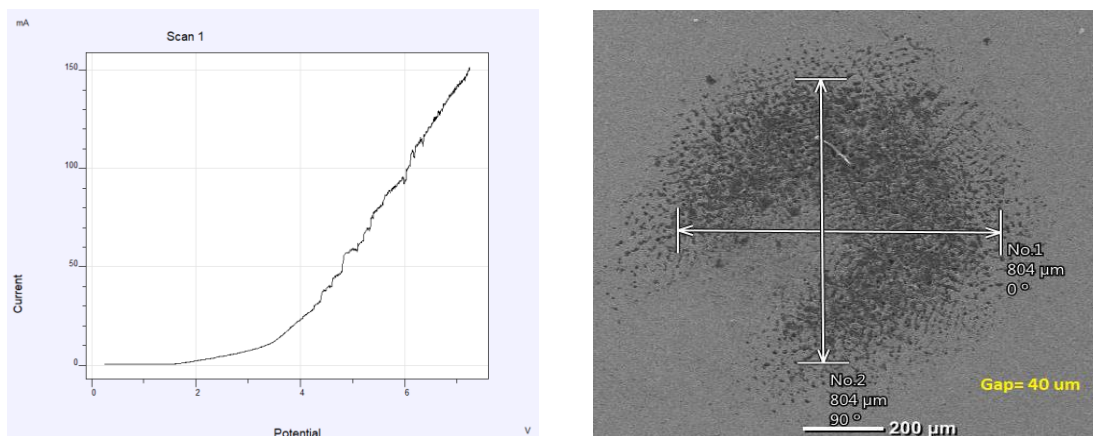 mA
Scan 1
150
100
50
0
Current
0
2
4
6
Potential
V
No.1
804 µm
0 °
No.2
804 µm
90 °
Gap= 40 um
200 µm